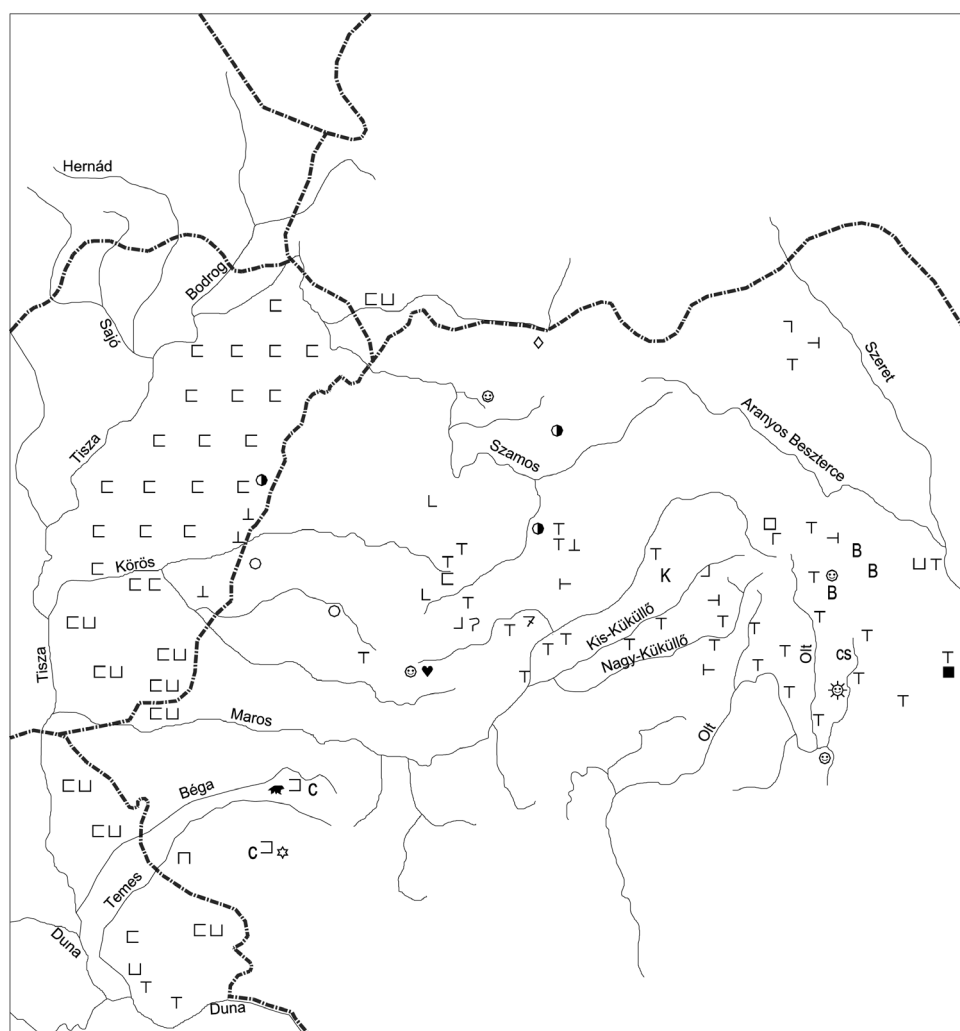 Hernád
Bodrog
Sajó
Szeret
Tisza
Aranyos Beszterce
Szamos
Körös
B
B
K
B
Kis-Küküllő
Nagy-Küküllő
Olt
cs
Tisza
Maros
Olt
Béga
C
C
Temes
Duna
Duna